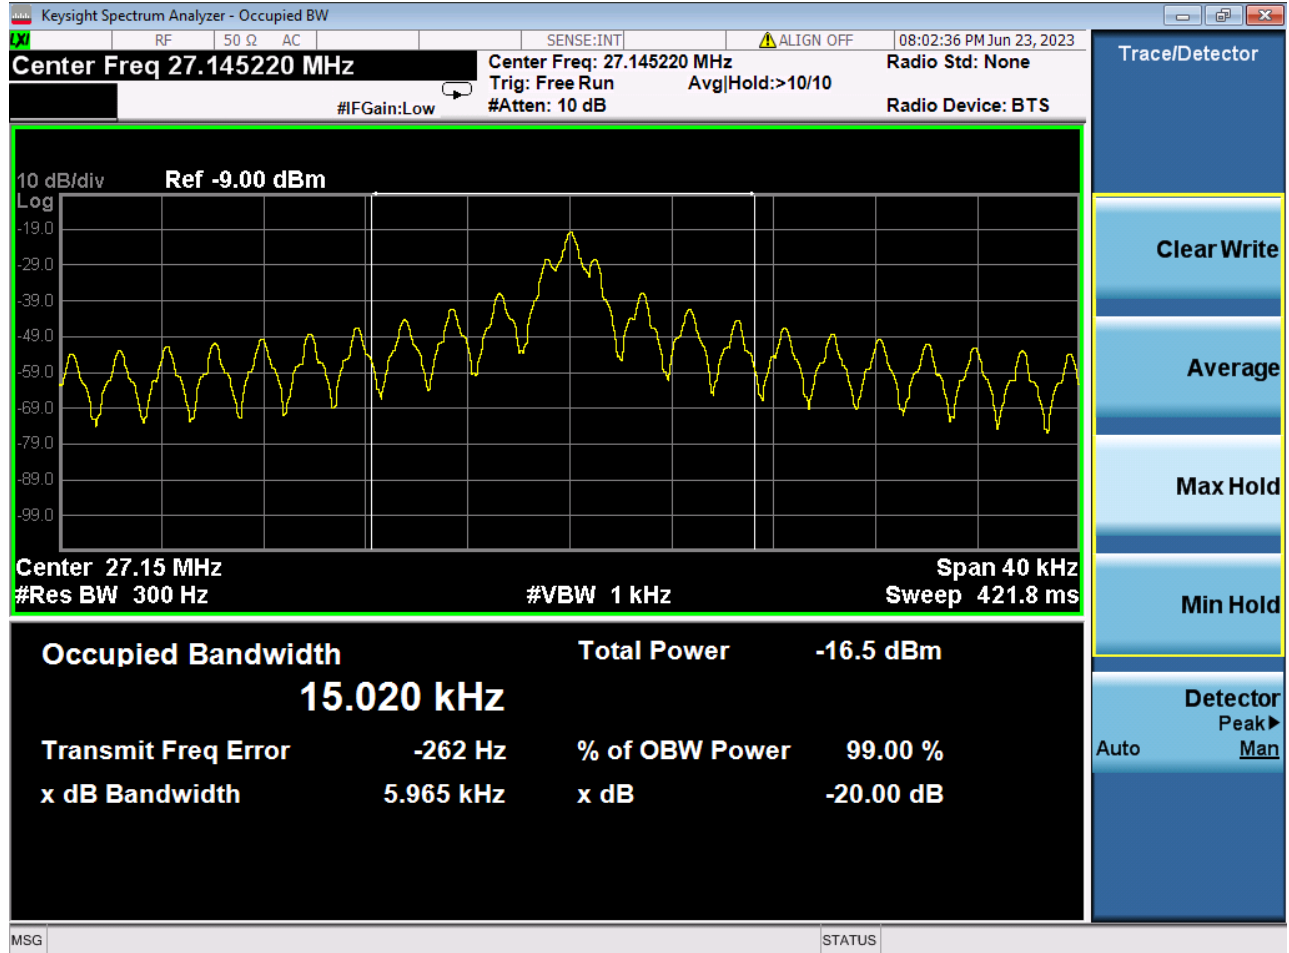 Keysight Spectrum Analyzer - Occupied BW
LXI RF 50 Ω AC SENSE:INT ALIGN OFF 08:02:36 PM Jun 23, 2023
Center Freq 27.145220 MHz
Center Freq: 27.145220 MHz
Radio Std: None
Trig: Free Run
Avg|Hold:>10/10
#IFGain:Low
#Atten: 10 dB
Radio Device: BTS
10 dB/div
Ref -9.00 dBm
Log
-19.0
-29.0
-39.0
-49.0
-59.0
-69.0
-79.0
-89.0
-99.0
Center 27.15 MHz
Span 40 kHz
#Res BW 300 Hz
#VBW 1 kHz
Sweep 421.8 ms
Occupied Bandwidth
Total Power -16.5 dBm
15.020 kHz
Transmit Freq Error -262 Hz
% of OBW Power 99.00 %
x dB Bandwidth 5.965 kHz
x dB -20.00 dB
MSG
STATUS
Trace/Detector
Clear Write
Average
Max Hold
Min Hold
Detector
Peak
Auto Man